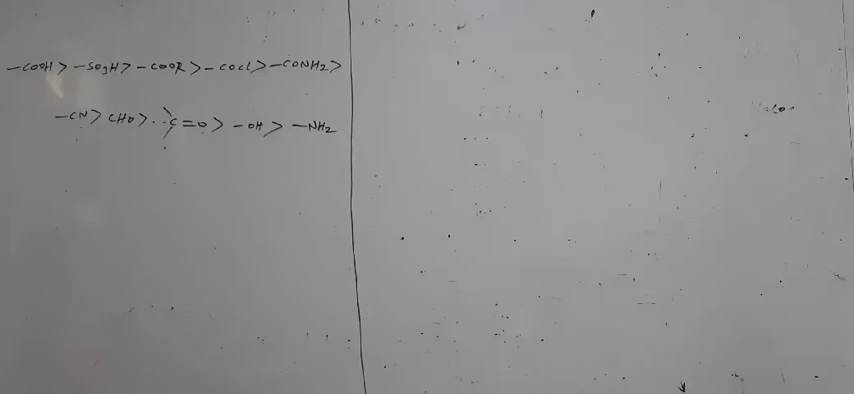 -COOH > -SO3H > -COOR > -COCl > -CONH2 >
-CN > CHO > C=O > -OH > -NH2